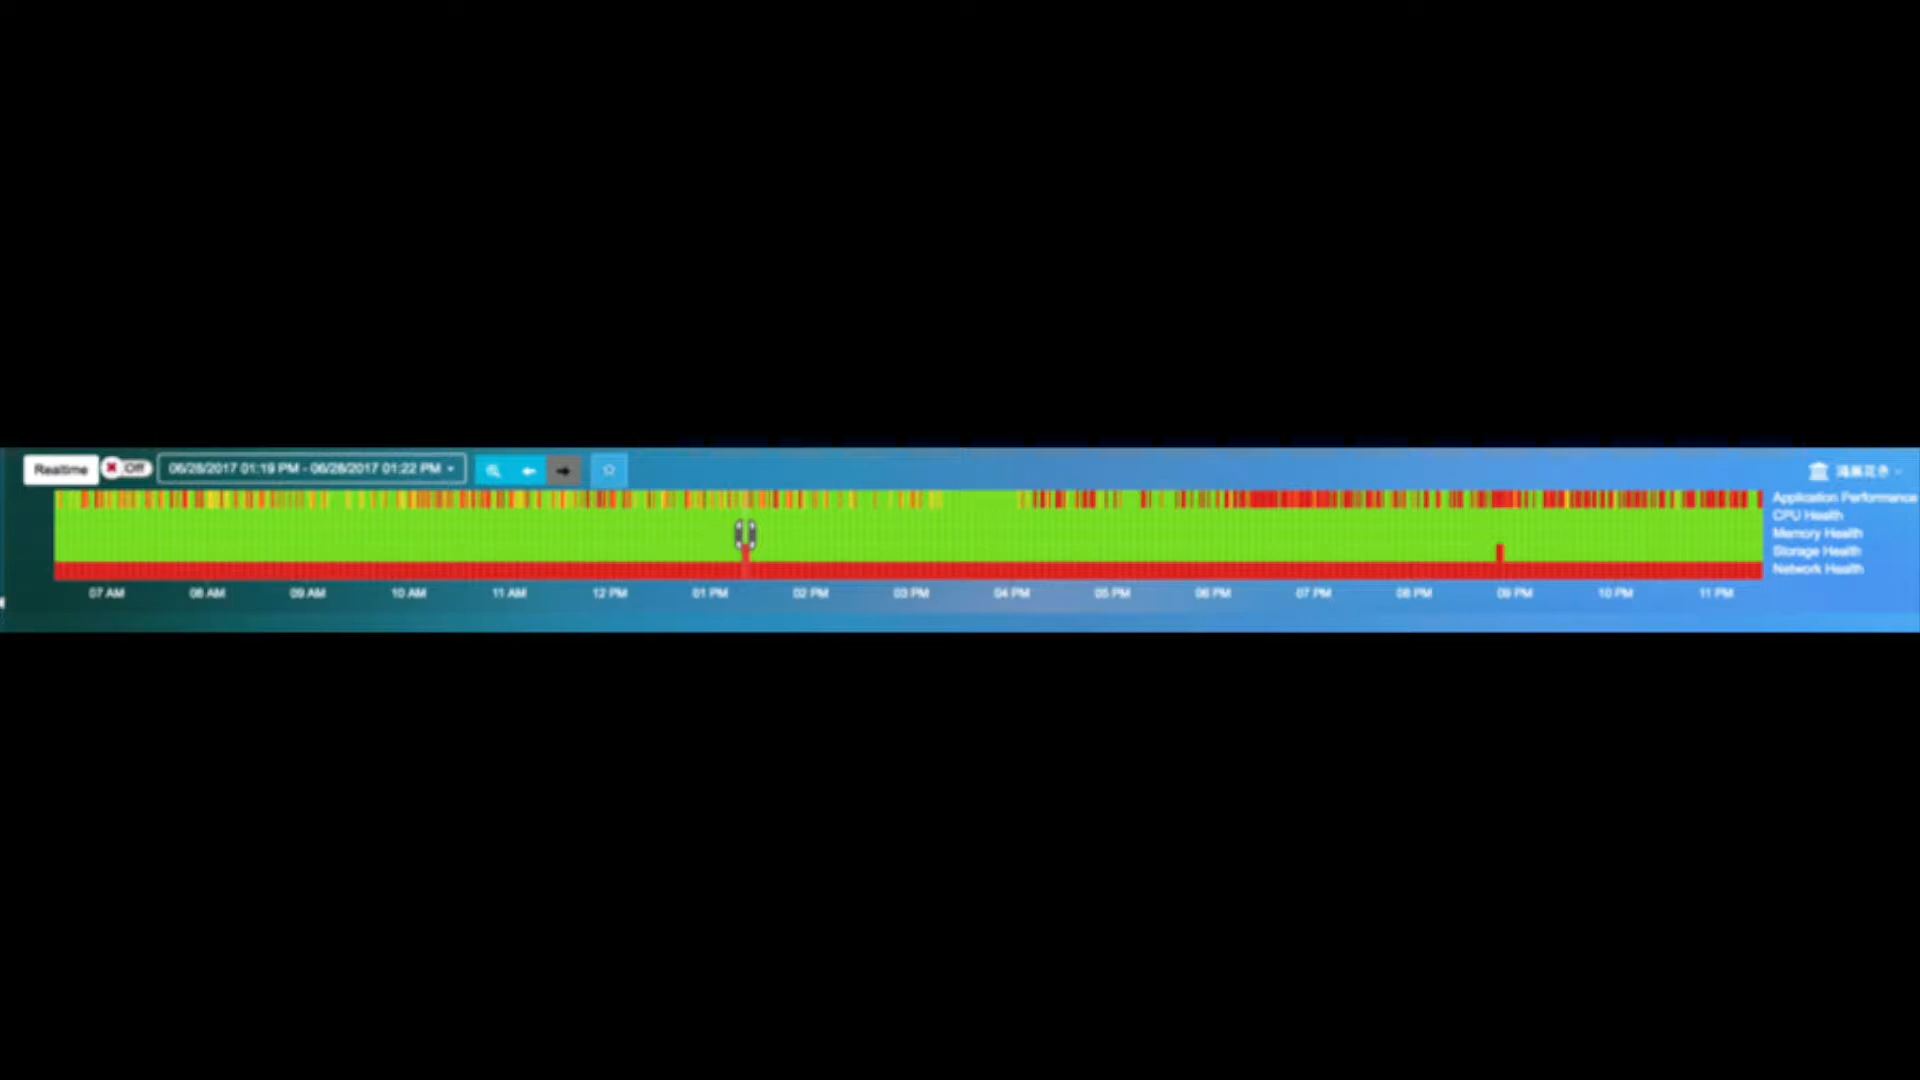 Realtime Off 06/28/2017 01:19 PM - 06/28/2017 01:22 PM
Application Performance
CPU Health
Memory Health
Storage Health
Network Health
07 AM 08 AM 09 AM 10 AM 11 AM 12 PM 01 PM 02 PM 03 PM 04 PM 05 PM 06 PM 07 PM 08 PM 09 PM 10 PM 11 PM